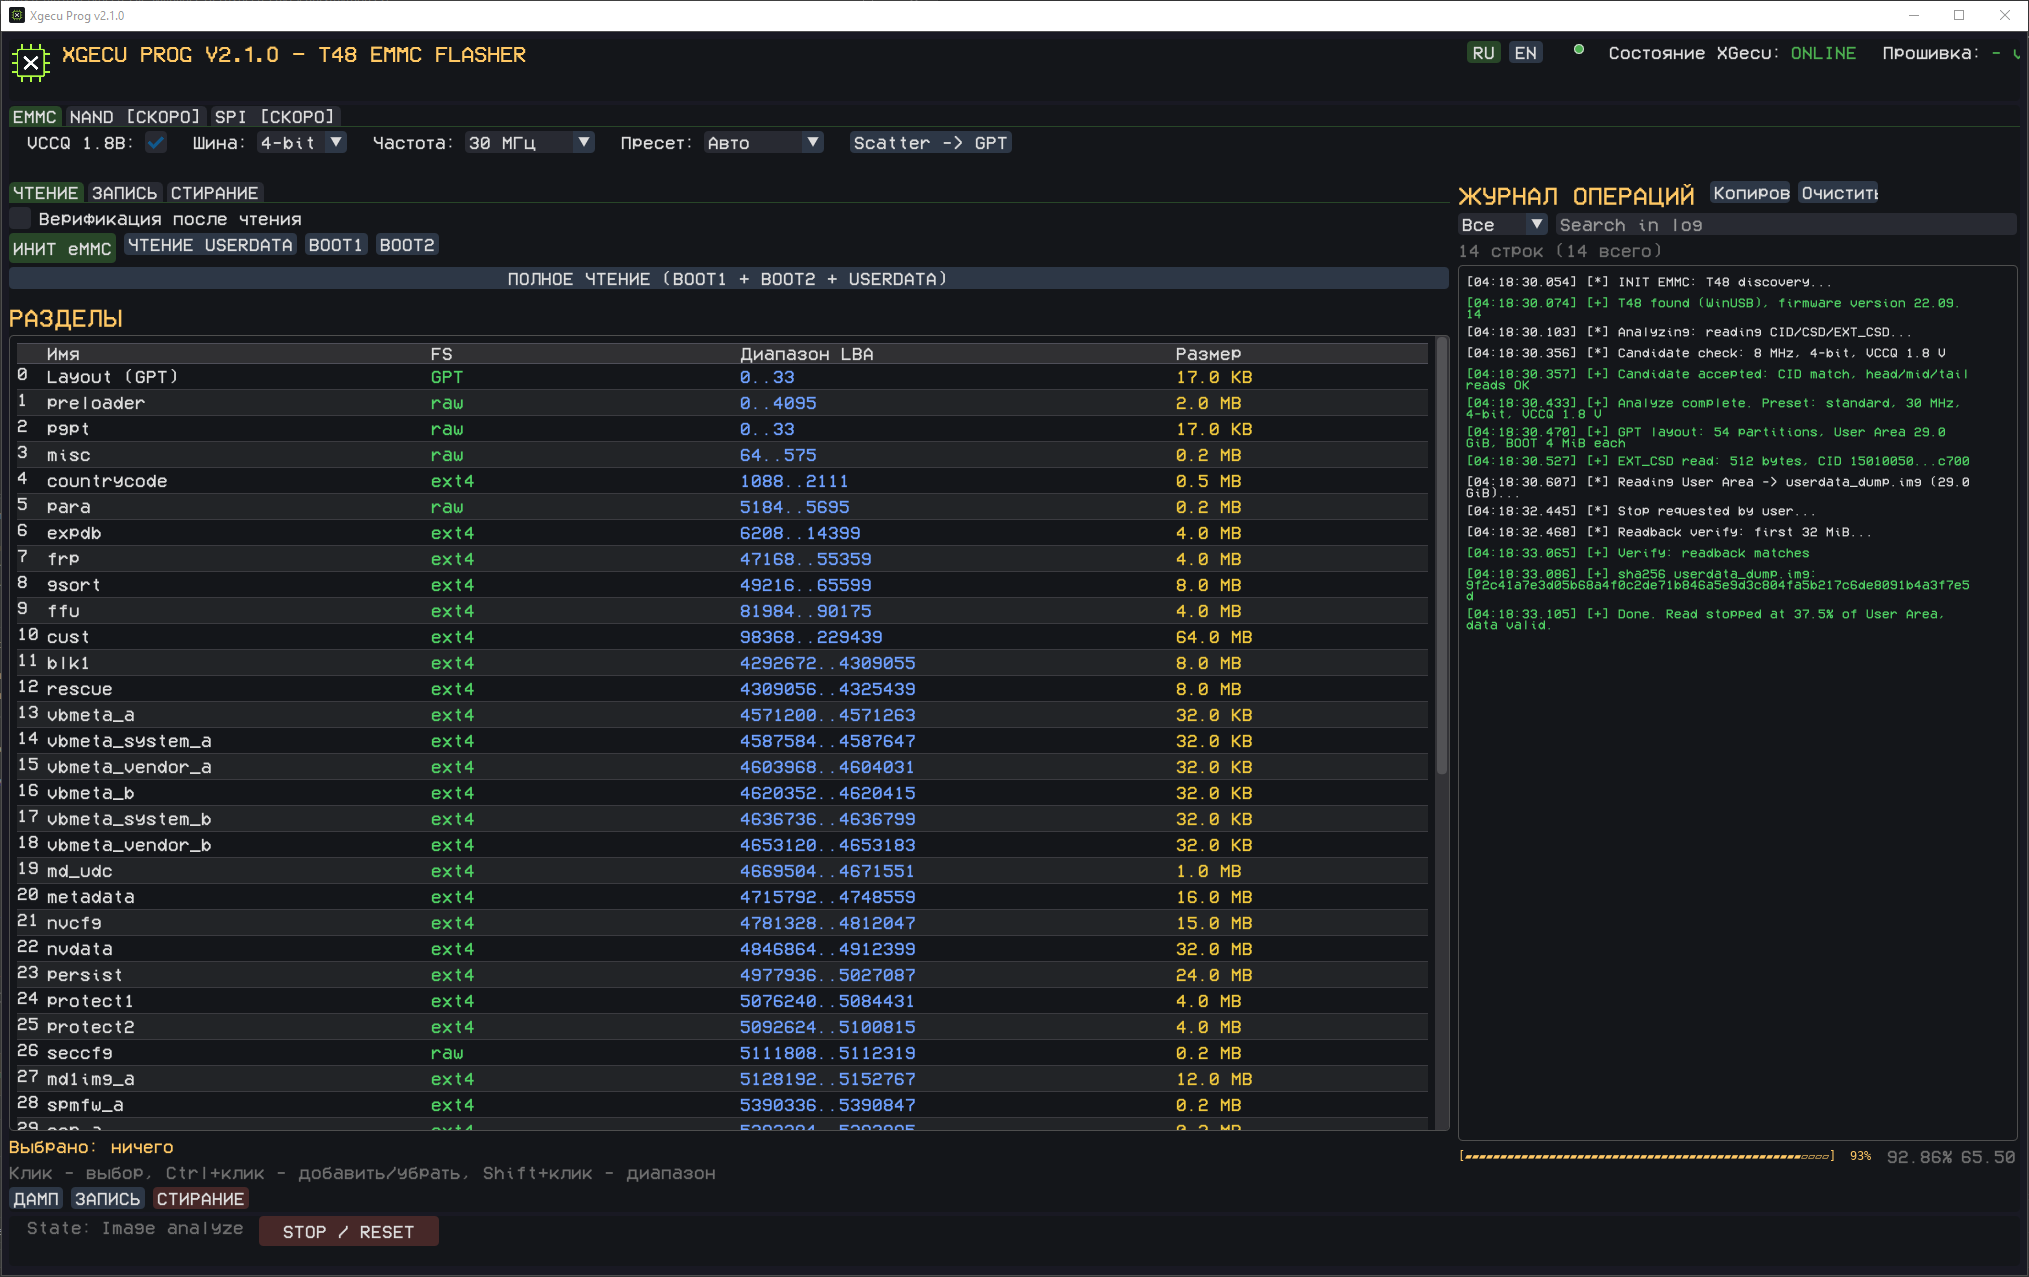 Xgecu Prog v2.1.0
XGECU PROG V2.1.0 - T48 EMMC FLASHER
RU EN Состояние XGecu: ONLINE Прошивка: - v
EMMC NAND [СКОРО] SPI [СКОРО]
VCCQ 1.8В: Шина: 4-bit Частота: 30 МГц Пресет: Авто Scatter -> GPT
ЧТЕНИЕ ЗАПИСЬ СТИРАНИЕ
Верификация после чтения
ИНИТ eMMC ЧТЕНИЕ USERDATA BOOT1 BOOT2
ПОЛНОЕ ЧТЕНИЕ (BOOT1 + BOOT2 + USERDATA)
РАЗДЕЛЫ
Имя FS Диапазон LBA Размер
0 Layout (GPT) GPT 0..33 17.0 KB
1 preloader raw 0..4095 2.0 MB
2 pgpt raw 0..33 17.0 KB
3 misc raw 64..575 0.2 MB
4 countrycode ext4 1088..2111 0.5 MB
5 para raw 5184..5695 0.2 MB
6 expdb ext4 6208..14399 4.0 MB
7 frp ext4 47168..55359 4.0 MB
8 gsort ext4 49216..65599 8.0 MB
9 ffu ext4 81984..90175 4.0 MB
10 cust ext4 98368..229439 64.0 MB
11 blk1 ext4 4292672..4309055 8.0 MB
12 rescue ext4 4309056..4325439 8.0 MB
13 vbmeta_a ext4 4571200..4571263 32.0 KB
14 vbmeta_system_a ext4 4587584..4587647 32.0 KB
15 vbmeta_vendor_a ext4 4603968..4604031 32.0 KB
16 vbmeta_b ext4 4620352..4620415 32.0 KB
17 vbmeta_system_b ext4 4636736..4636799 32.0 KB
18 vbmeta_vendor_b ext4 4653120..4653183 32.0 KB
19 md_udc ext4 4669504..4671551 1.0 MB
20 metadata ext4 4715792..4748559 16.0 MB
21 nvcfg ext4 4781328..4812047 15.0 MB
22 nvdata ext4 4846864..4912399 32.0 MB
23 persist ext4 4977936..5027087 24.0 MB
24 protect1 ext4 5076240..5084431 4.0 MB
25 protect2 ext4 5092624..5100815 4.0 MB
26 seccfg raw 5111808..5112319 0.2 MB
27 md1img_a ext4 5128192..5152767 12.0 MB
28 spmfw_a ext4 5390336..5390847 0.2 MB
Выбрано: ничего
Клик - выбор, Ctrl+клик - добавить/убрать, Shift+клик - диапазон
ДАМП ЗАПИСЬ СТИРАНИЕ
State: Image analyze STOP / RESET
ЖУРНАЛ ОПЕРАЦИЙ Копиров Очистить
Все Search in log
14 строк (14 всего)
[04:18:30.054] [*] INIT EMMC: T48 discovery...
[04:18:30.074] [+] T48 found (WinUSB), firmware version 22.09.
14
[04:18:30.103] [*] Analyzing: reading CID/CSD/EXT_CSD...
[04:18:30.356] [*] Candidate check: 8 MHz, 4-bit, VCCQ 1.8 V
[04:18:30.357] [+] Candidate accepted: CID match, head/mid/tail
reads OK
[04:18:30.433] [+] Analyze complete. Preset: standard, 30 MHz,
4-bit, VCCQ 1.8 V
[04:18:30.470] [+] GPT layout: 54 partitions, User Area 29.0
GiB, BOOT 4 MiB each
[04:18:30.527] [+] EXT_CSD read: 512 bytes, CID 15010050...c700
[04:18:30.607] [*] Reading User Area -> userdata_dump.img (29.0
GiB)...
[04:18:32.445] [*] Stop requested by user...
[04:18:32.468] [*] Readback verify: first 32 MiB...
[04:18:33.065] [+] Verify: readback matches
[04:18:33.086] [+] sha256 userdata_dump.img:
9f2c41a7e3d05b68a4f0c2de71b846a5e9d3c804fa5b217c6de8091b4a3f7e5
d
[04:18:33.105] [+] Done. Read stopped at 37.5% of User Area,
data valid.
93% 92.86% 65.50